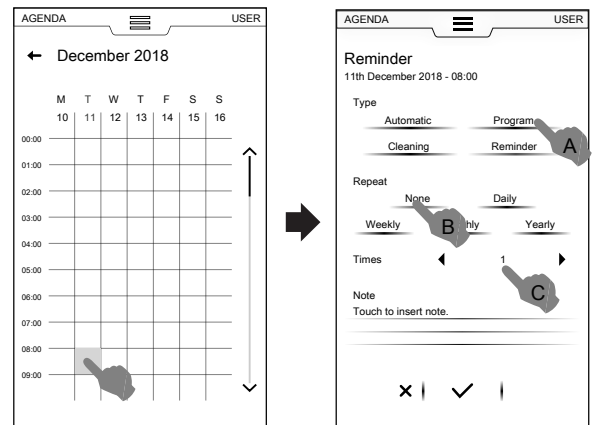 AGENDA USER
December 2018
M T W T F S S
10 11 12 13 14 15 16
00:00
01:00
02:00
03:00
04:00
05:00
06:00
07:00
08:00
09:00
AGENDA USER
Reminder
11th December 2018 - 08:00
Type
Automatic Program
A
Cleaning Reminder
Repeat
None Daily
B
Weekly hly Yearly
Times 1
C
Note
Touch to insert note.